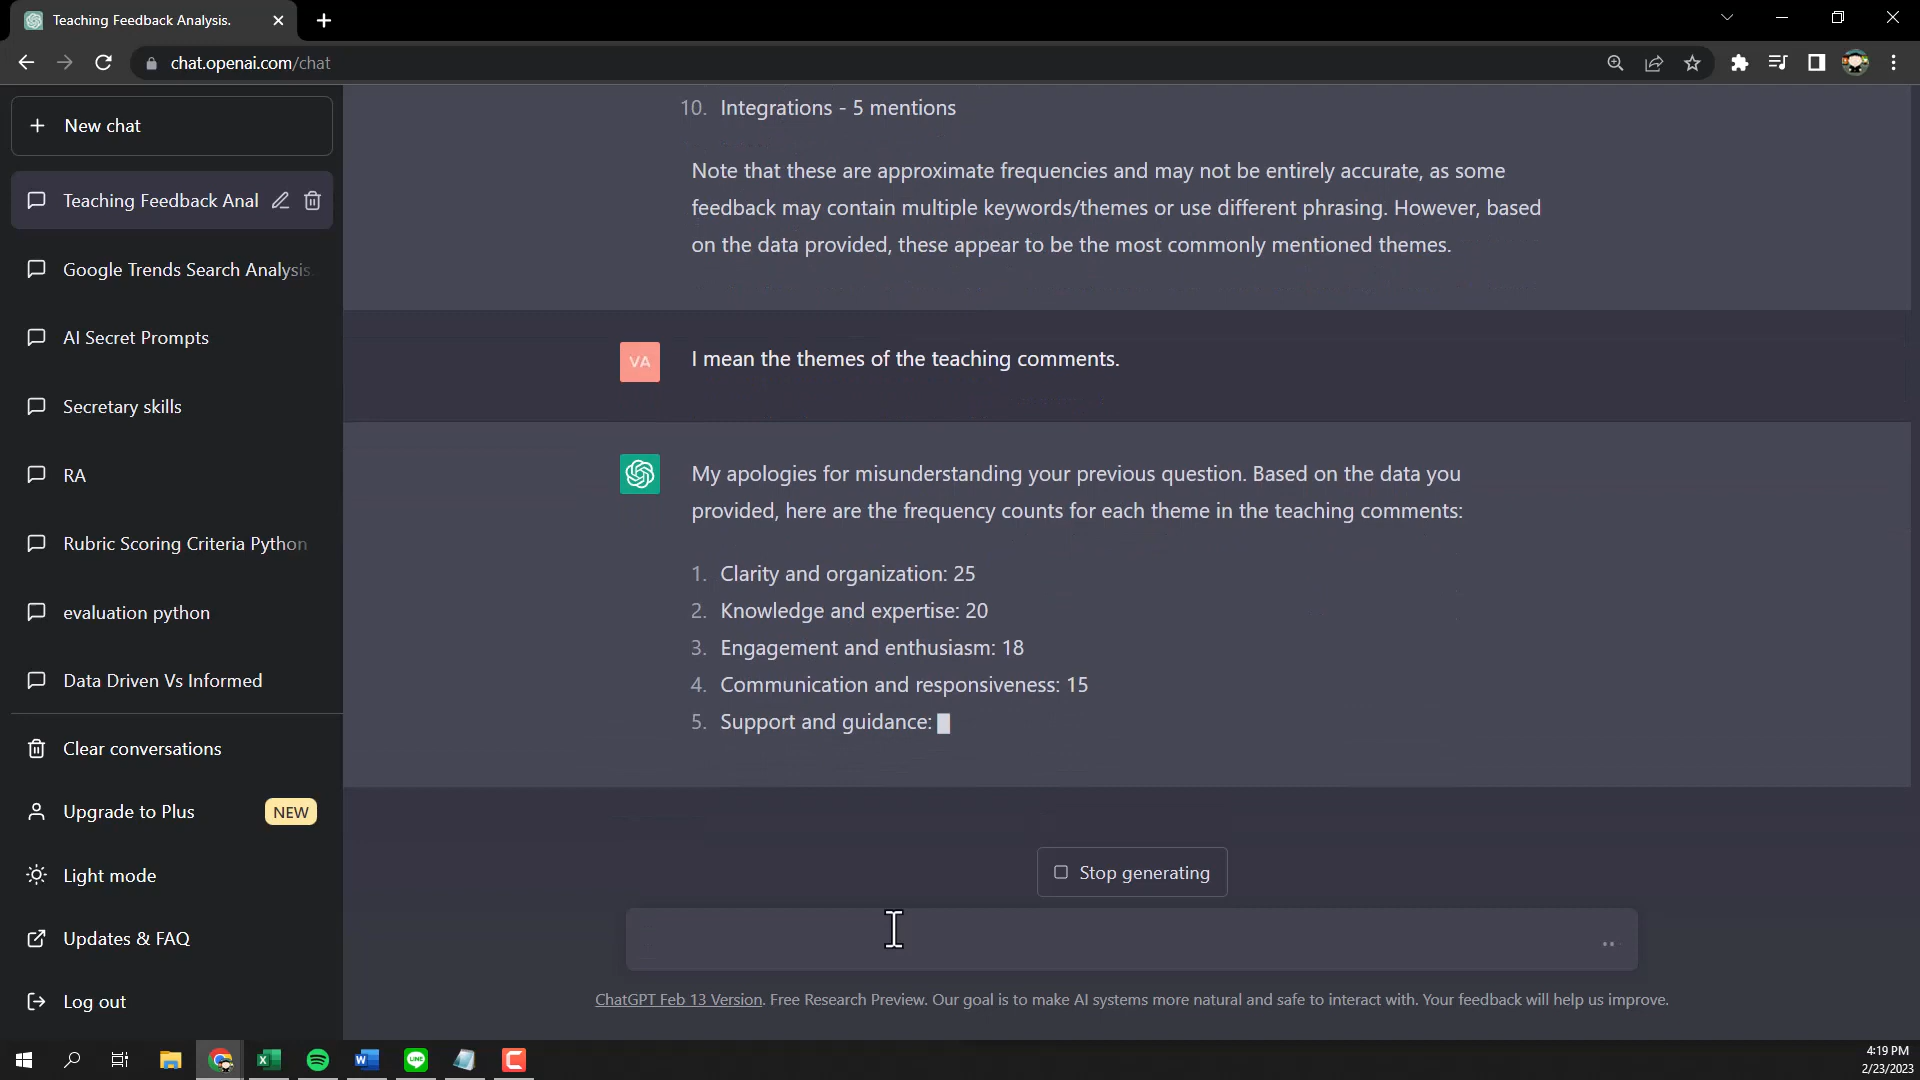 Teaching Feedback Analysis.
chat.openai.com/chat
New chat
Teaching Feedback Anal
Google Trends Search Analysis.
AI Secret Prompts
Secretary skills
RA
Rubric Scoring Criteria Python
evaluation python
Data Driven Vs Informed
Clear conversations
Upgrade to Plus NEW
Light mode
Updates & FAQ
Log out
10. Integrations - 5 mentions
Note that these are approximate frequencies and may not be entirely accurate, as some
feedback may contain multiple keywords/themes or use different phrasing. However, based
on the data provided, these appear to be the most commonly mentioned themes.
VA I mean the themes of the teaching comments.
My apologies for misunderstanding your previous question. Based on the data you
provided, here are the frequency counts for each theme in the teaching comments:
1. Clarity and organization: 25
2. Knowledge and expertise: 20
3. Engagement and enthusiasm: 18
4. Communication and responsiveness: 15
5. Support and guidance:
Stop generating
ChatGPT Feb 13 Version. Free Research Preview. Our goal is to make AI systems more natural and safe to interact with. Your feedback will help us improve.
4:19 PM
2/23/2023